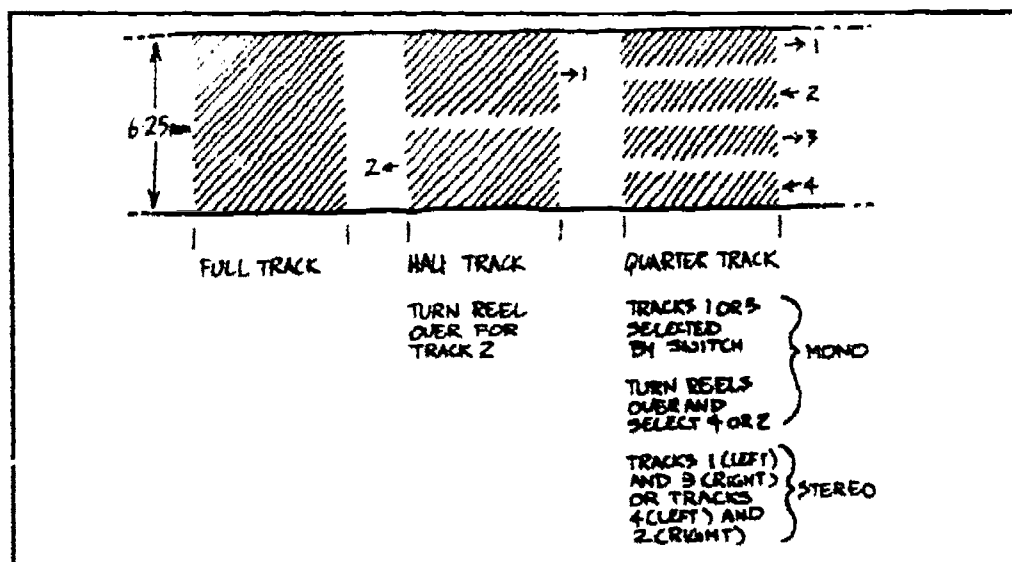 6.25mm
1
2
1
2
3
4
FULL TRACK
HALF TRACK
QUARTER TRACK
TURN REEL
OVER FOR
TRACK 2
TRACKS 1 OR 3
SELECTED
BY SWITCH
MONO
TURN REELS
OVER AND
SELECT 4 OR 2
TRACKS 1 (LEFT)
AND 3 (RIGHT)
OR TRACKS
4 (LEFT) AND
2 (RIGHT)
STEREO